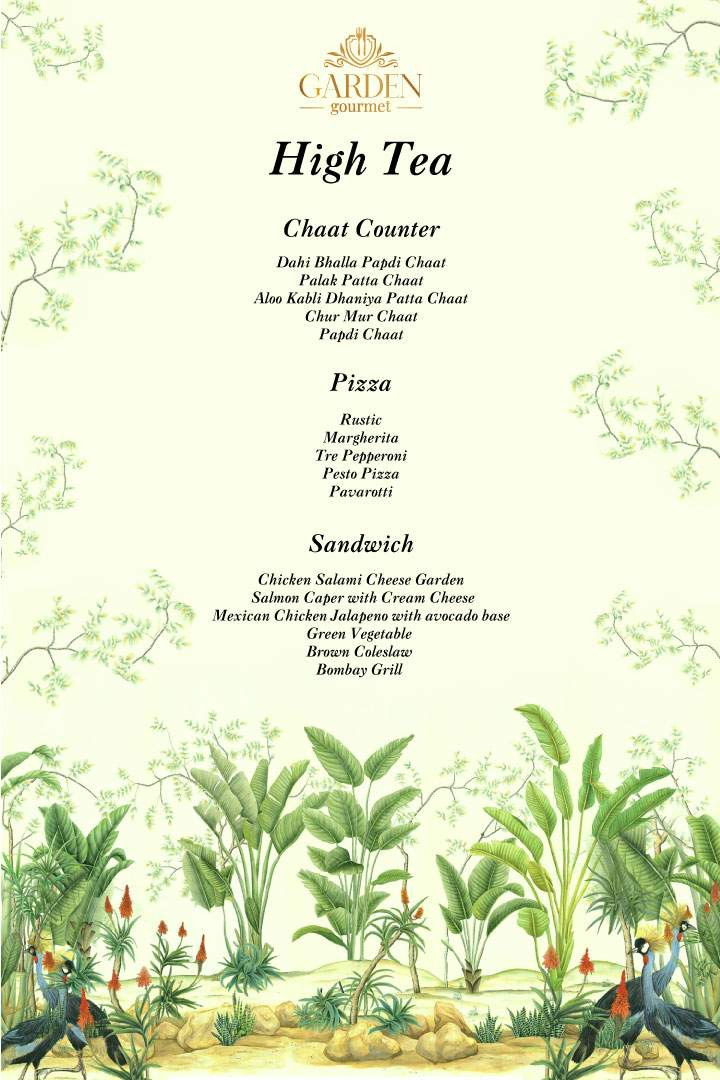 GARDEN
gourmet
High Tea
Chaat Counter
Dahi Bhalla Papdi Chaat
Palak Patta Chaat
Aloo Kabli Dhaniya Patta Chaat
Chur Mur Chaat
Papdi Chaat
Pizza
Rustic
Margherita
Tre Pepperoni
Pesto Pizza
Pavarotti
Sandwich
Chicken Salami Cheese Garden
Salmon Caper with Cream Cheese
Mexican Chicken Jalapeno with avocado base
Green Vegetable
Brown Coleslaw
Bombay Grill